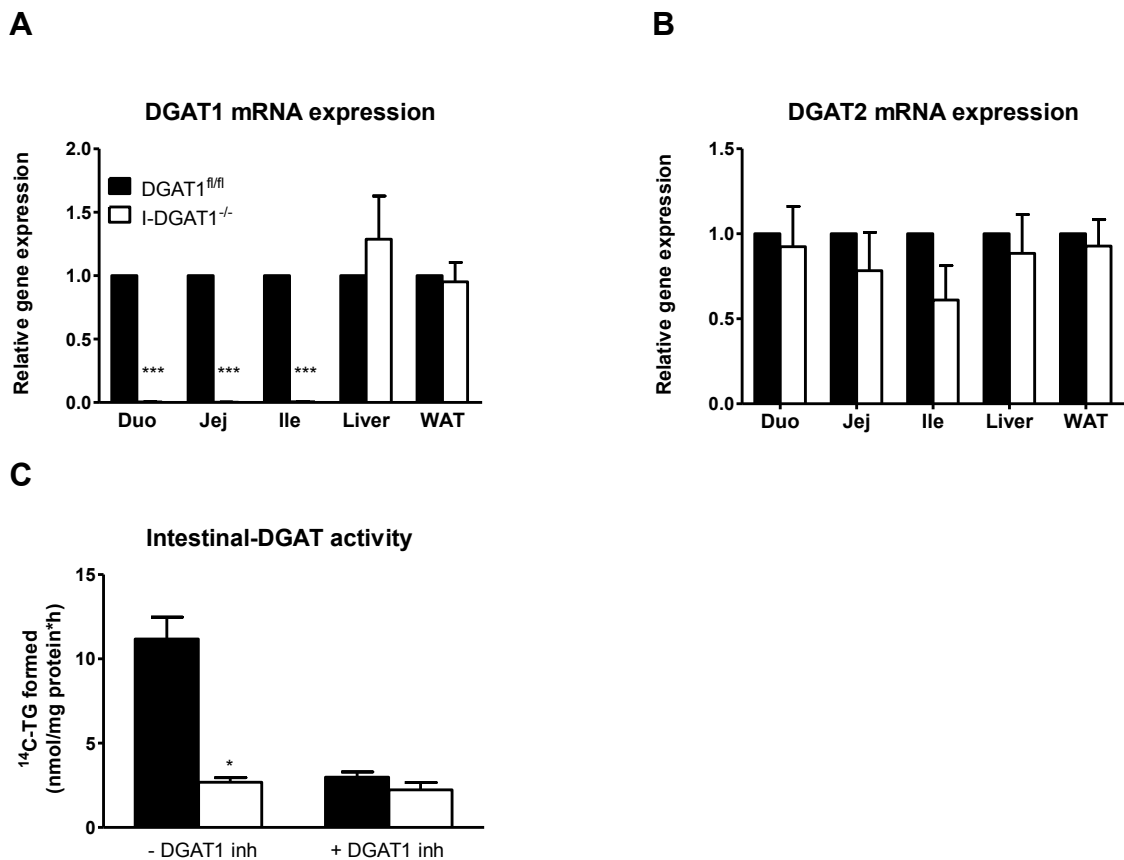 A
DGAT1 mRNA expression
Relative gene expression
2.0
1.5
1.0
0.5
0.0
DGAT1fl/fl
I-DGAT1-/-
***
***
***
Duo
Jej
Ile
Liver
WAT
B
DGAT2 mRNA expression
Relative gene expression
1.5
1.0
0.5
0.0
Duo
Jej
Ile
Liver
WAT
C
Intestinal-DGAT activity
14C-TG formed
(nmol/mg protein*h)
15
10
5
0
*
- DGAT1 inh
+ DGAT1 inh